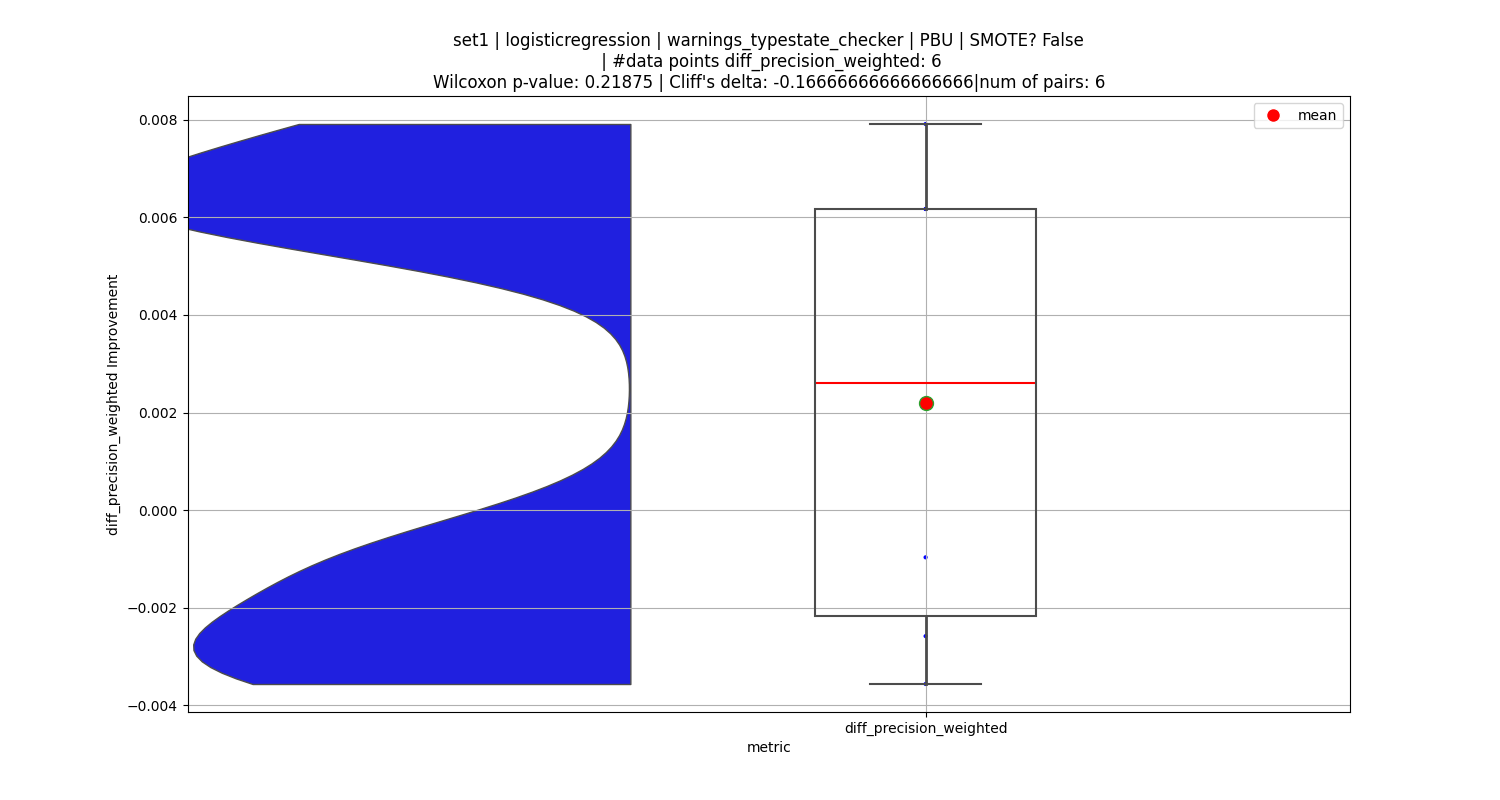 set1 | logisticregression | warnings_typestate_checker | PBU | SMOTE? False
| #data points diff_precision_weighted: 6
Wilcoxon p-value: 0.21875 | Cliff's delta: -0.16666666666666666|num of pairs: 6
mean
0.008
0.006
0.004
0.002
0.000
−0.002
−0.004
diff_precision_weighted Improvement
diff_precision_weighted
metric